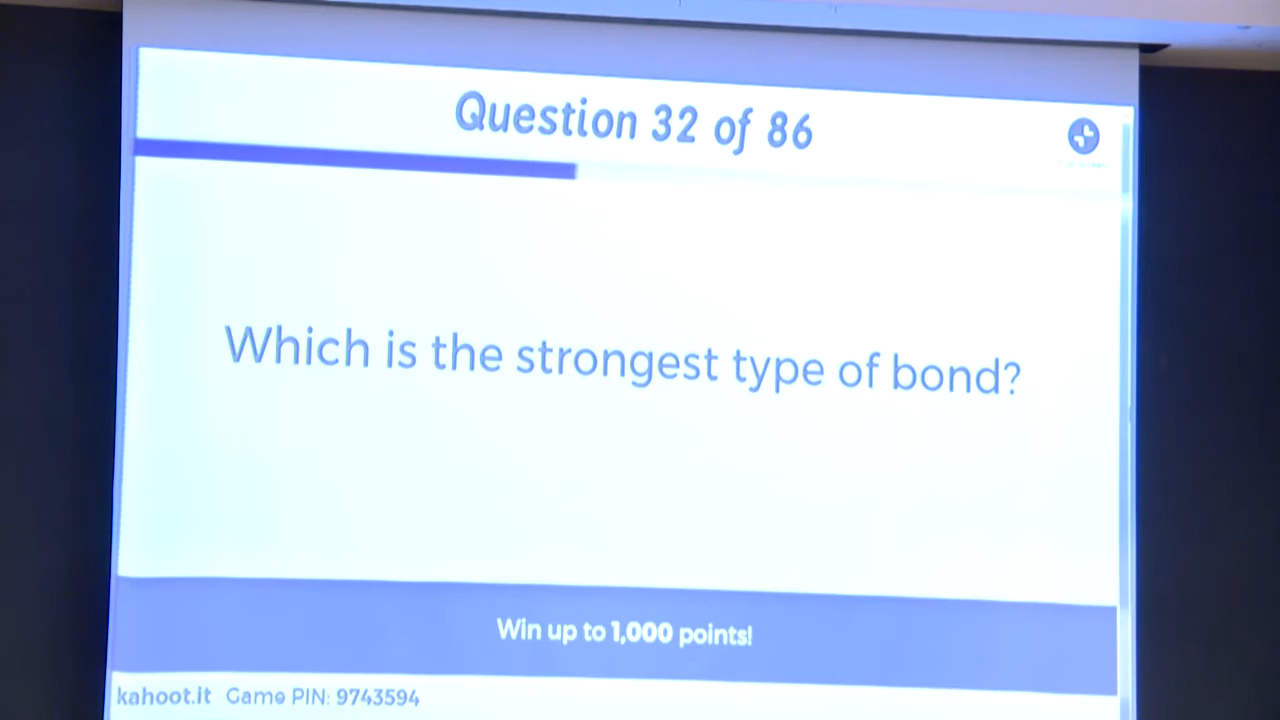 Question 32 of 86
Which is the strongest type of bond?
Win up to 1,000 points!
kahoot.it Game PIN: 9743594